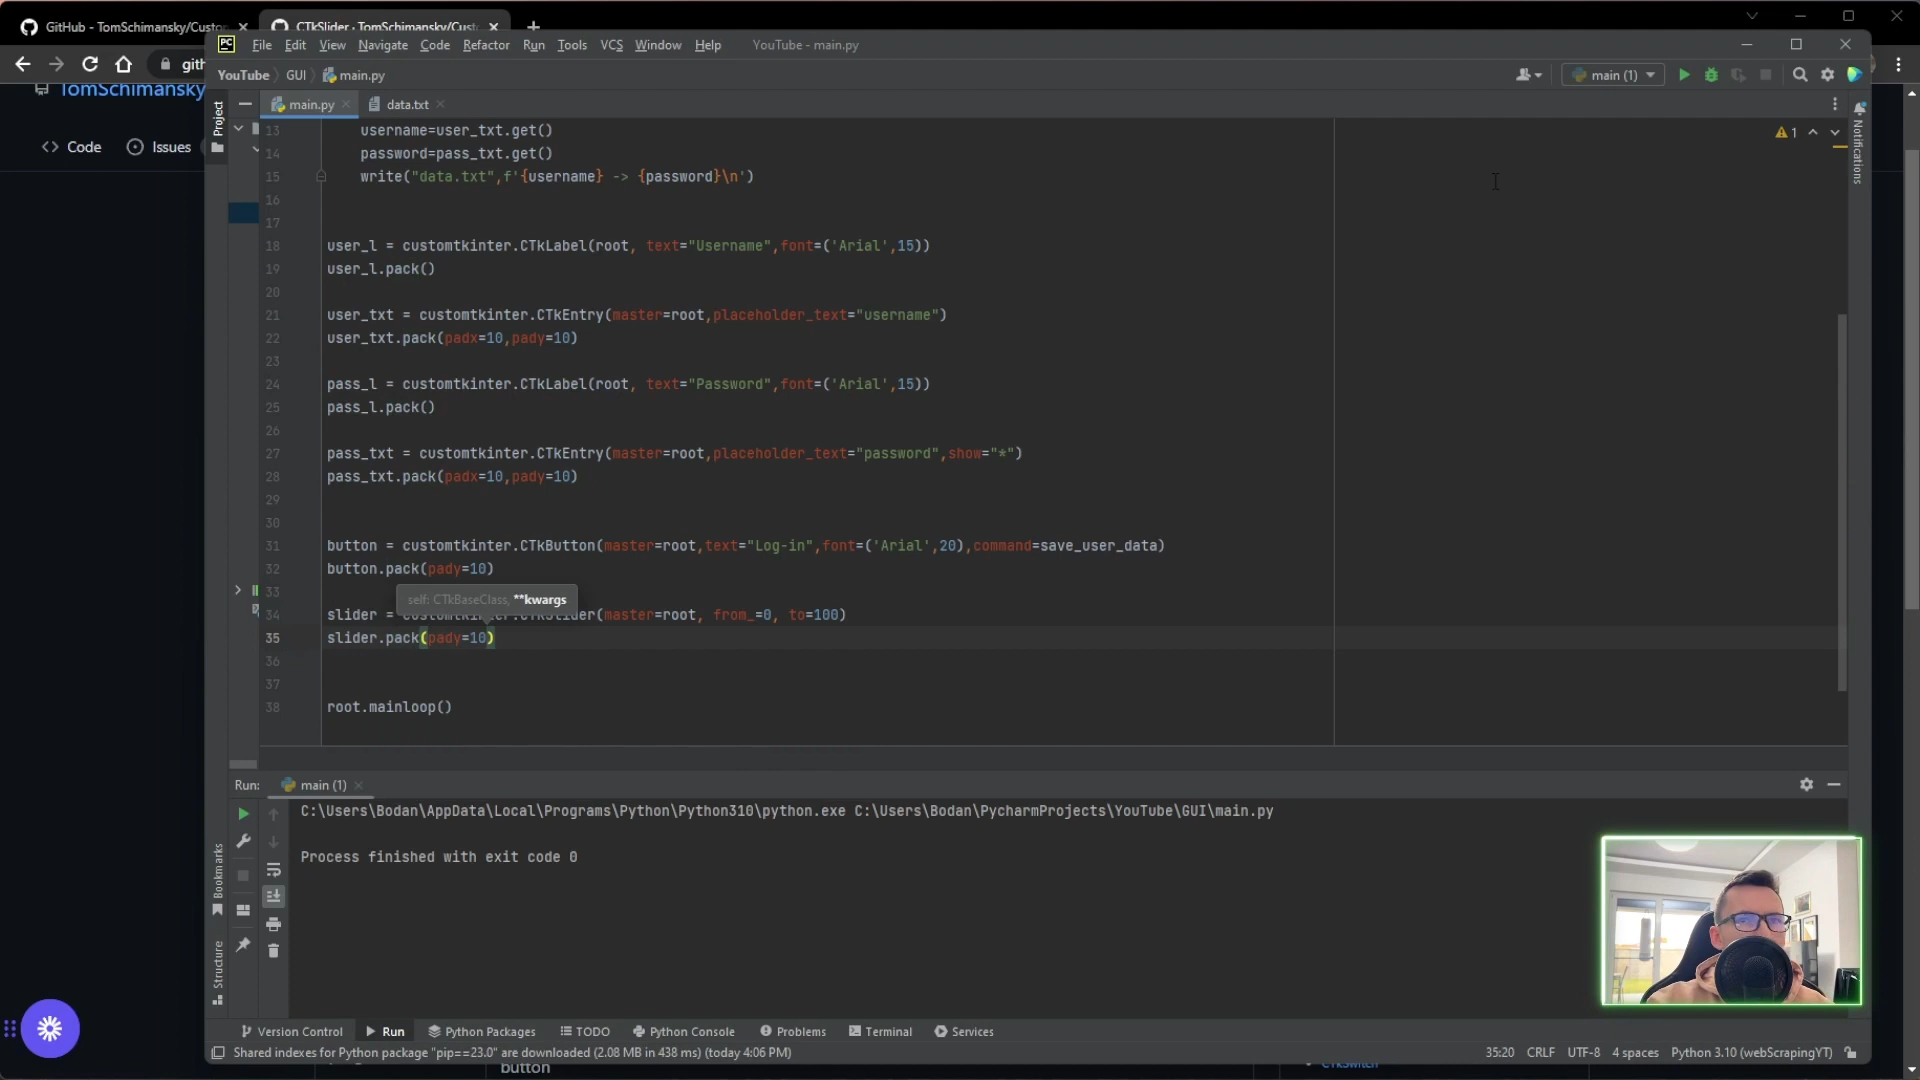 GitHub - TomSchimansky/Custo
CTkSlider · TomSchimansky/Cust
gith
TomSchimansky
Code
Issues
PC
File Edit View Navigate Code Refactor Run Tools VCS Window Help YouTube - main.py
YouTube GUI main.py
main (1)
main.py data.txt
Project
Notifications
1
13 username=user_txt.get()
14 password=pass_txt.get()
15 write("data.txt",f'{username} -> {password}\n')
16
17
18 user_l = customtkinter.CTkLabel(root, text="Username",font=('Arial',15))
19 user_l.pack()
20
21 user_txt = customtkinter.CTkEntry(master=root,placeholder_text="username")
22 user_txt.pack(padx=10,pady=10)
23
24 pass_l = customtkinter.CTkLabel(root, text="Password",font=('Arial',15))
25 pass_l.pack()
26
27 pass_txt = customtkinter.CTkEntry(master=root,placeholder_text="password",show="*")
28 pass_txt.pack(padx=10,pady=10)
29
30
31 button = customtkinter.CTkButton(master=root,text="Log-in",font=('Arial',20),command=save_user_data)
32 button.pack(pady=10)
33
self: CTkBaseClass, **kwargs
34 slider = customtkinter.CTkSlider(master=root, from_=0, to=100)
35 slider.pack(pady=10)
36
37
38 root.mainloop()
Run: main (1)
C:\Users\Bodan\AppData\Local\Programs\Python\Python310\python.exe C:\Users\Bodan\PycharmProjects\YouTube\GUI\main.py
Process finished with exit code 0
Bookmarks
Structure
Version Control Run Python Packages TODO Python Console Problems Terminal Services
Shared indexes for Python package "pip==23.0" are downloaded (2.08 MB in 438 ms) (today 4:06 PM) 35:20 CRLF UTF-8 4 spaces Python 3.10 (webScrapingYT)
button
CTkSwitch